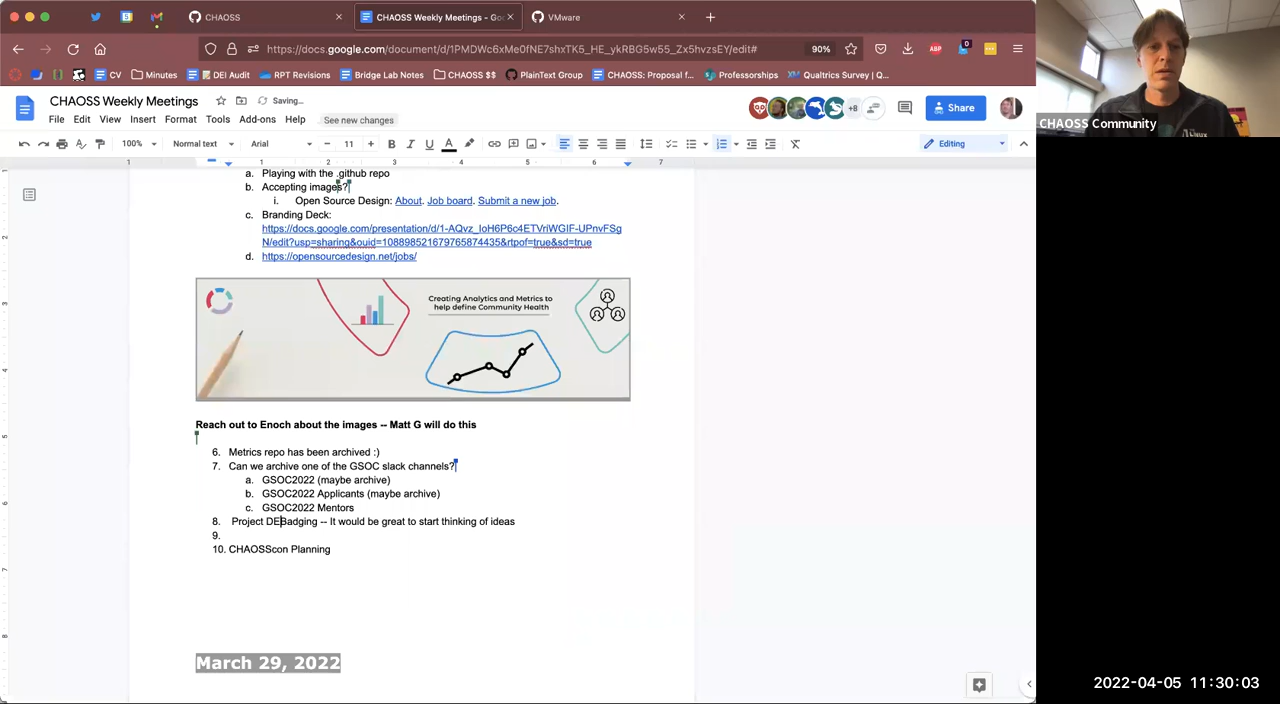 CHAOSS
CHAOSS Weekly Meetings - Goo
VMware
https://docs.google.com/document/d/1PMDWc6xMe0fNE7shxTK5_HE_ykRBG5w55_Zx5hvzsEY/edit#
90%
ABP
0
CV
Minutes
DEI Audit
RPT Revisions
Bridge Lab Notes
CHAOSS $$
PlainText Group
CHAOSS: Proposal f...
Professorships
Qualtrics Survey | Q...
CHAOSS Weekly Meetings
Saving...
File Edit View Insert Format Tools Add-ons Help
See new changes
+8
Share
100%
Normal text
Arial
11
Editing
a. Playing with the .github repo
b. Accepting images?
i. Open Source Design: About. Job board. Submit a new job.
c. Branding Deck:
https://docs.google.com/presentation/d/1-AQvz_IoH6P6c4ETVriWGIF-UPnvFSg
N/edit?usp=sharing&ouid=108898521679765874435&rtpof=true&sd=true
d. https://opensourcedesign.net/jobs/
Creating Analytics and Metrics to
help define Community Health
Reach out to Enoch about the images -- Matt G will do this
6. Metrics repo has been archived :)
7. Can we archive one of the GSOC slack channels?
a. GSOC2022 (maybe archive)
b. GSOC2022 Applicants (maybe archive)
c. GSOC2022 Mentors
8. Project DEBadging -- It would be great to start thinking of ideas
9.
10. CHAOSScon Planning
March 29, 2022
CHAOSS Community
2022-04-05 11:30:03